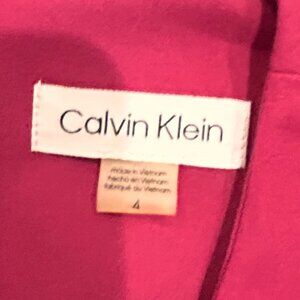 Calvin Klein
made in Vietnam
hecho en Vietnam
fabriqué au Vietnam
4